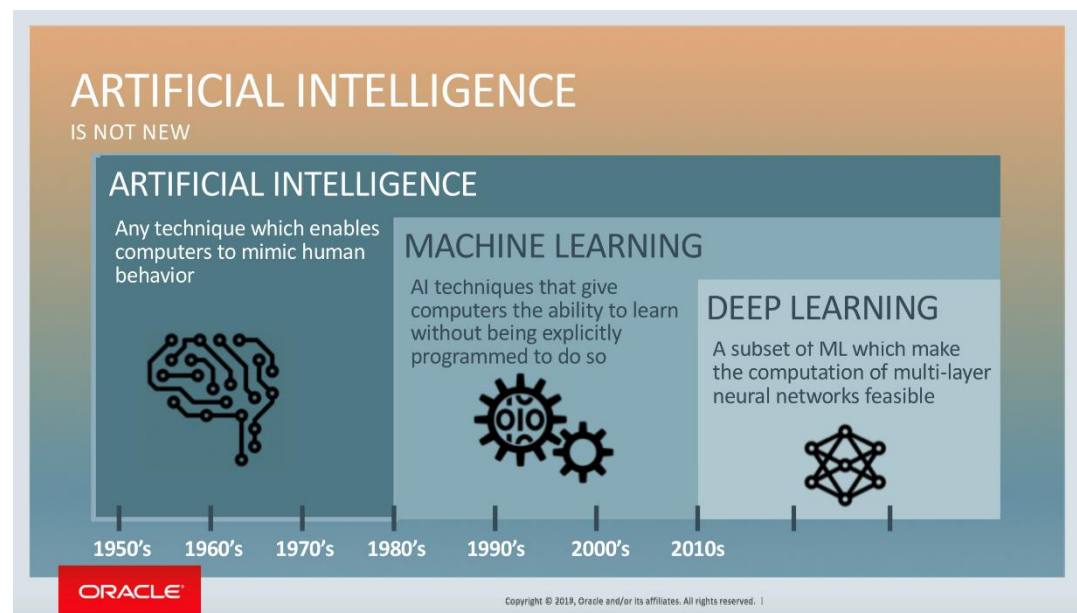 ARTIFICIAL INTELLIGENCE
IS NOT NEW
ARTIFICIAL INTELLIGENCE
Any technique which enables
computers to mimic human
behavior
MACHINE LEARNING
AI techniques that give
computers the ability to learn
without being explicitly
programmed to do so
OIO
DEEP LEARNING
A subset of ML which make
the computation of multi-layer
neural networks feasible
1950's 1960's 1970's 1980's 1990's 2000's 2010s
ORACLE
Copyright © 2019, Oracle and/or its affiliates. All rights reserved. |